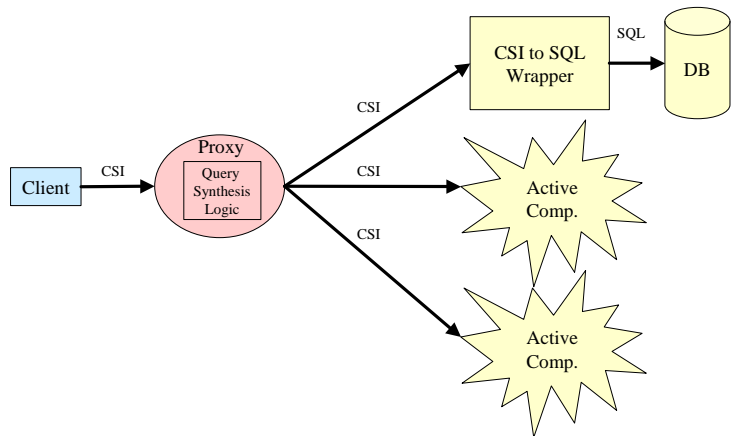 SQL
CSI to SQL
Wrapper
DB
CSI
Proxy
Query
Synthesis
Logic
Client
CSI
CSI
Active
Comp.
CSI
Active
Comp.